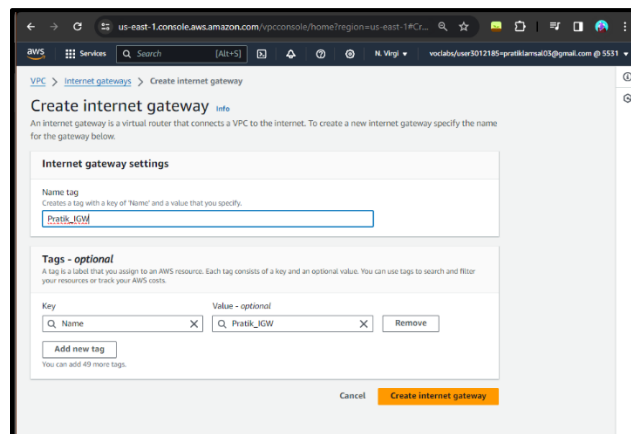 us-east-1.console.aws.amazon.com/vpcconsole/home?region=us-east-1#Cr...
aws Services Search [Alt+S] N. Virgi voclabs/user3012185=pratiklamsal03@gmail.com @ 5531
VPC > Internet gateways > Create internet gateway
Create internet gateway Info
An internet gateway is a virtual router that connects a VPC to the internet. To create a new internet gateway specify the name
for the gateway below.
Internet gateway settings
Name tag
Creates a tag with a key of 'Name' and a value that you specify.
Pratik_IGW
Tags - optional
A tag is a label that you assign to an AWS resource. Each tag consists of a key and an optional value. You can use tags to search and filter
your resources or track your AWS costs.
Key Value - optional
Name Pratik_IGW Remove
Add new tag
You can add 49 more tags.
Cancel Create internet gateway